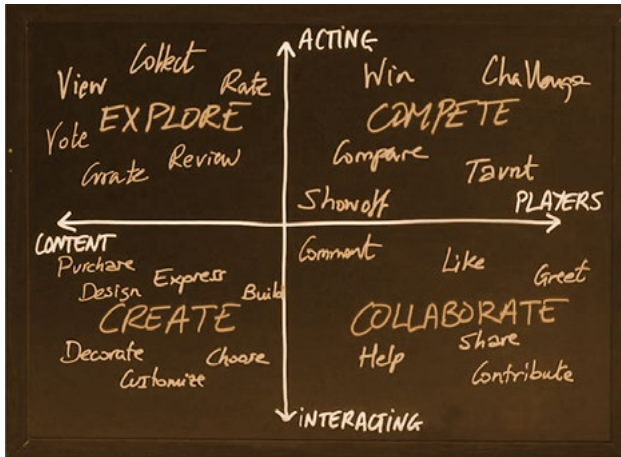 ACTING
Collect
View
Rate
Vote
EXPLORE
Curate
Review
Win
Challenge
COMPETE
Compare
Taunt
Showoff
PLAYERS
CONTENT
Purchase
Express
Design
Build
CREATE
Decorate
Choose
Customize
Comment
Like
Greet
COLLABORATE
Help
Share
Contribute
iNTERACTING